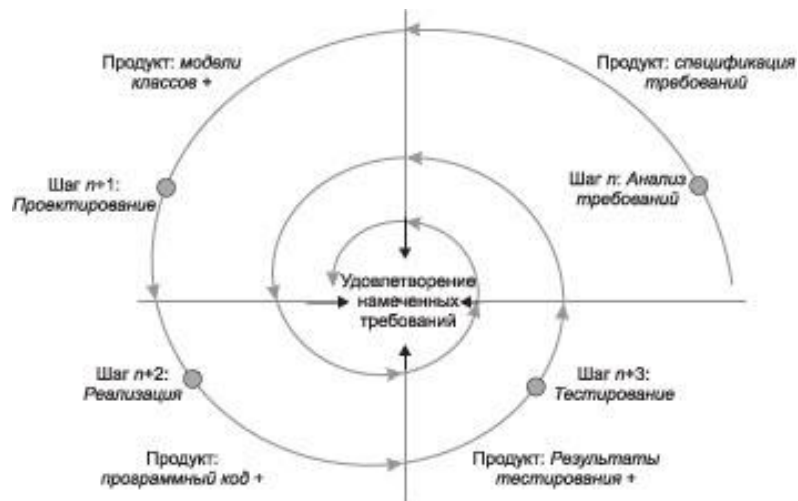 Продукт: модели
классов +
Продукт: спецификация
требований
Шаг n+1:
Проектирование
Шаг n: Анализ
требований
Удовлетворение
намеченных
требований
Шаг n+2:
Реализация
Шаг n+3:
Тестирование
Продукт:
программный код +
Продукт: Результаты
тестирования +